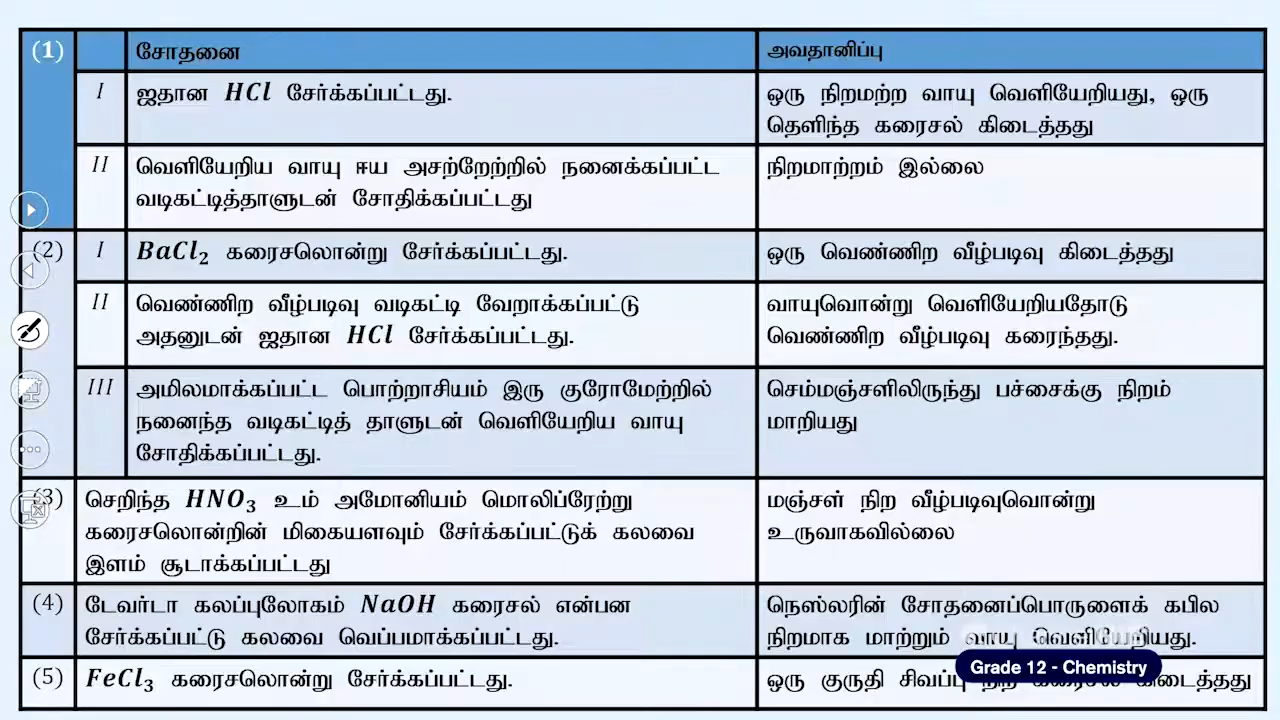 (1) சோதனை அவதானிப்பு
I ஐதான HCl சேர்க்கப்பட்டது. ஒரு நிறமற்ற வாயு வெளியேறியது, ஒரு
தெளிந்த கரைசல் கிடைத்தது
II வெளியேறிய வாயு ஈய அசற்றேற்றில் நனைக்கப்பட்ட நிறமாற்றம் இல்லை
வடிகட்டித்தாளுடன் சோதிக்கப்பட்டது
(2) I BaCl₂ கரைசலொன்று சேர்க்கப்பட்டது. ஒரு வெண்ணிற வீழ்படிவு கிடைத்தது
II வெண்ணிற வீழ்படிவு வடிகட்டி வேறாக்கப்பட்டு வாயுவொன்று வெளியேறியதோடு
அதனுடன் ஐதான HCl சேர்க்கப்பட்டது. வெண்ணிற வீழ்படிவு கரைந்தது.
III அமிலமாக்கப்பட்ட பொற்றாசியம் இரு குரோமேற்றில் செம்மஞ்சளிலிருந்து பச்சைக்கு நிறம்
நனைந்த வடிகட்டித் தாளுடன் வெளியேறிய வாயு மாறியது
சோதிக்கப்பட்டது.
(3) செறிந்த HNO₃ உம் அமோனியம் மொலிப்ரேற்று மஞ்சள் நிற வீழ்படிவுவொன்று
கரைசலொன்றின் மிகையளவும் சேர்க்கப்பட்டுக் கலவை உருவாகவில்லை
இளம் சூடாக்கப்பட்டது
(4) டேவர்டா கலப்புலோகம் NaOH கரைசல் என்பன நெஸ்லரின் சோதனைப்பொருளைக் கபில
சேர்க்கப்பட்டு கலவை வெப்பமாக்கப்பட்டது. நிறமாக மாற்றும் வாயு வெளியேறியது.
Grade 12 - Chemistry
(5) FeCl₃ கரைசலொன்று சேர்க்கப்பட்டது. ஒரு குருதி சிவப்பு நிற கரைசல் கிடைத்தது